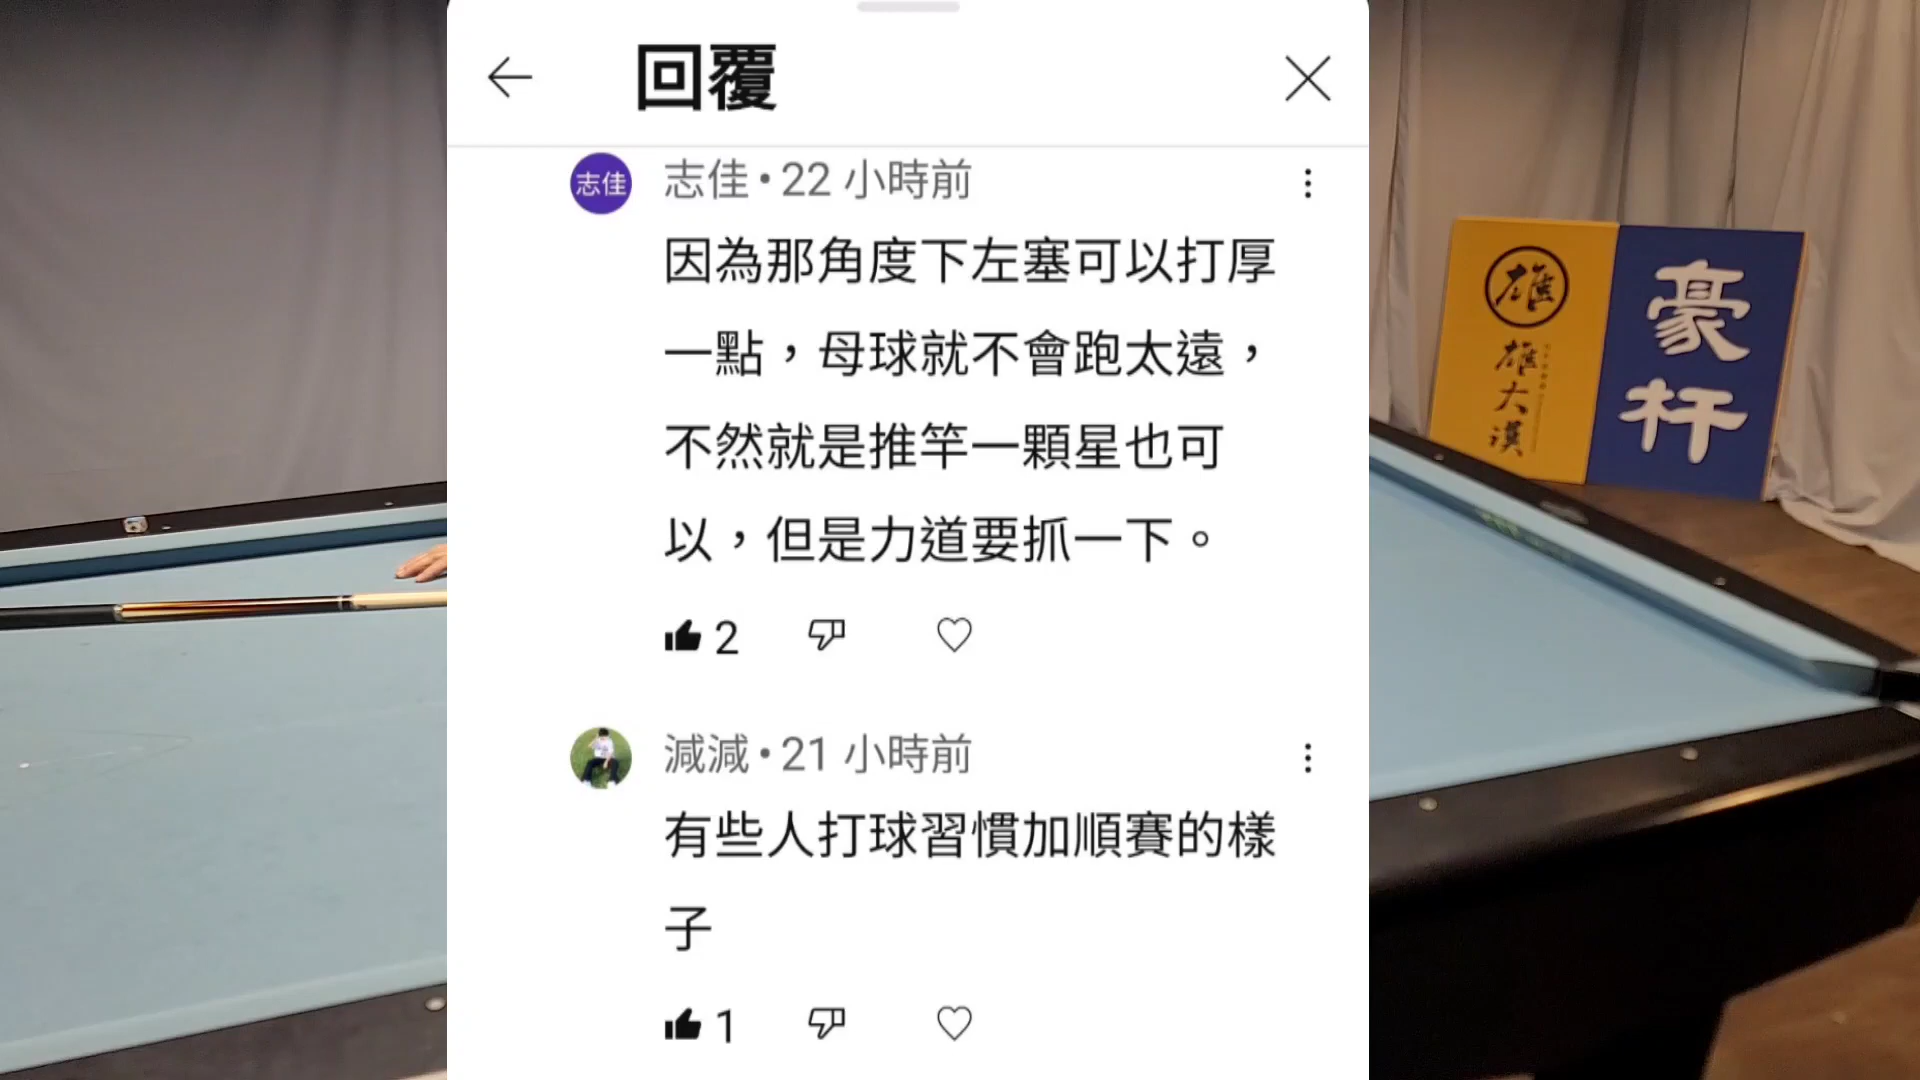 回覆
志佳
志佳・22 小時前
因為那角度下左塞可以打厚
一點，母球就不會跑太遠，
不然就是推竿一顆星也可
以，但是力道要抓一下。
2
減減・21 小時前
有些人打球習慣加順賽的樣
子
1
雄
雄大漢
豪杆